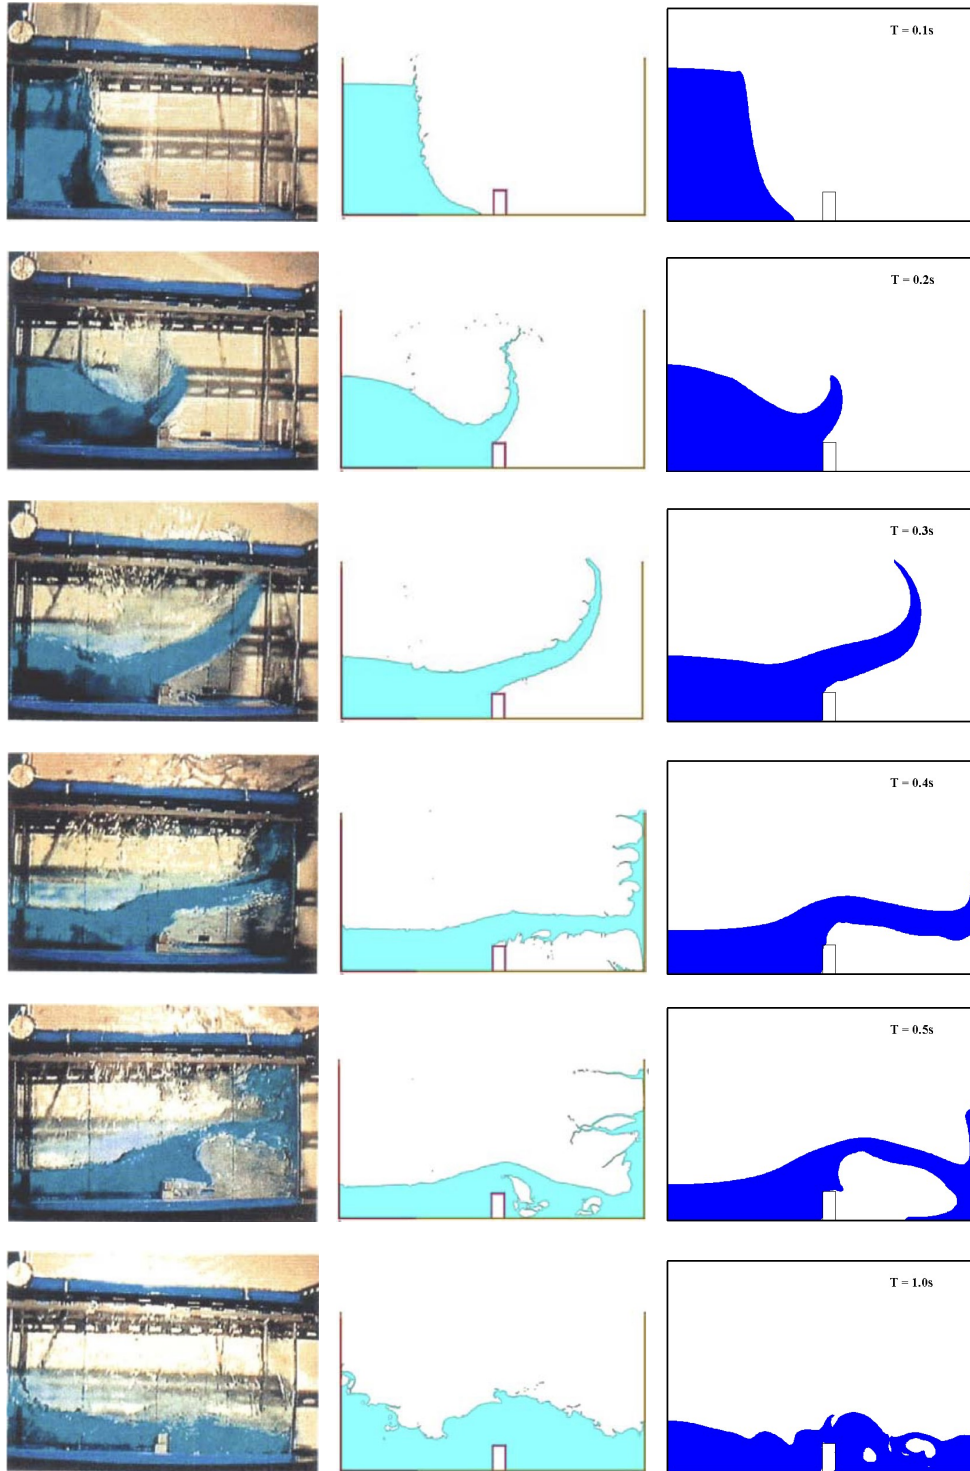 T = 0.1s
T = 0.2s
T = 0.3s
T = 0.4s
T = 0.5s
T = 1.0s